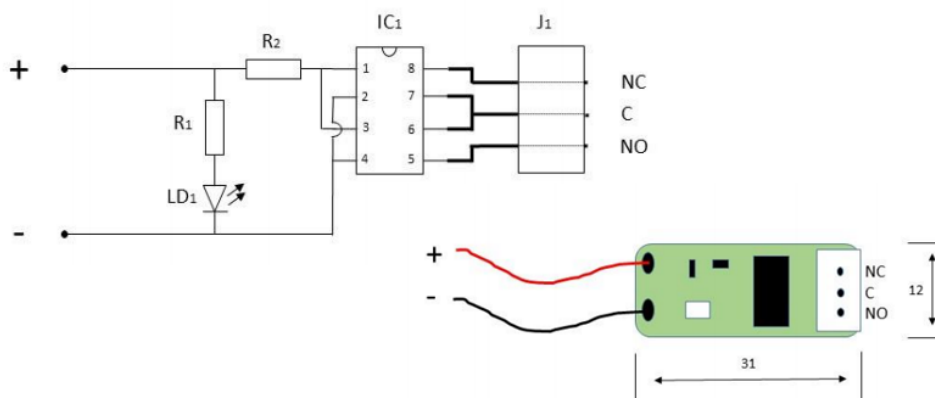 IC1 J1
R2
+ 1 8 NC
2 7 C
R1 3 6 NO
4 5
LD1
-
+
-
NC
C
NO
12
31